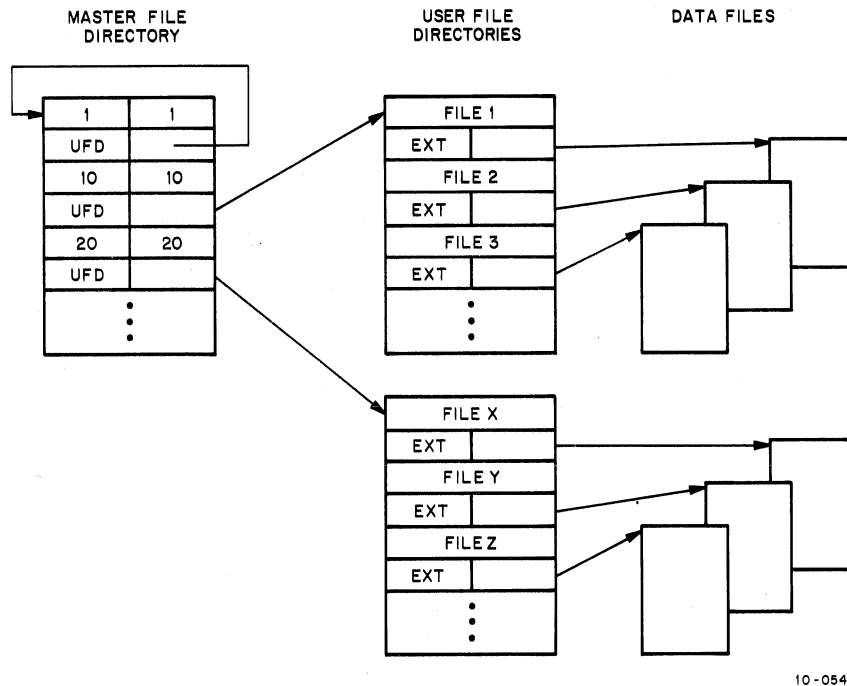 MASTER FILE
DIRECTORY
USER FILE
DIRECTORIES
DATA FILES
1 1
UFD
10 10
UFD
20 20
UFD
FILE 1
EXT
FILE 2
EXT
FILE 3
EXT
FILE X
EXT
FILE Y
EXT
FILE Z
EXT
10-054